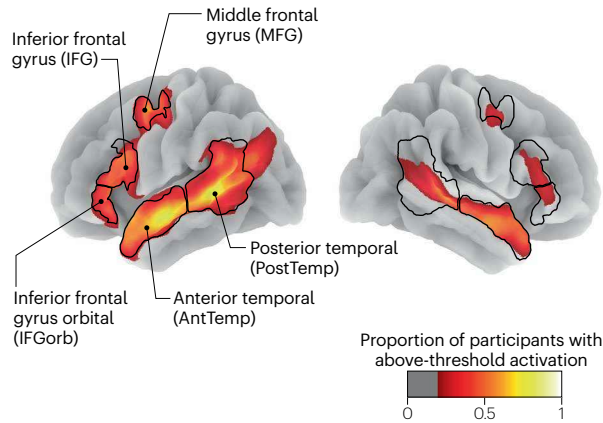 Middle frontal
gyrus (MFG)
Inferior frontal
gyrus (IFG)
Posterior temporal
(PostTemp)
Inferior frontal
gyrus orbital
(IFGorb)
Anterior temporal
(AntTemp)
Proportion of participants with
above-threshold activation
0 0.5 1